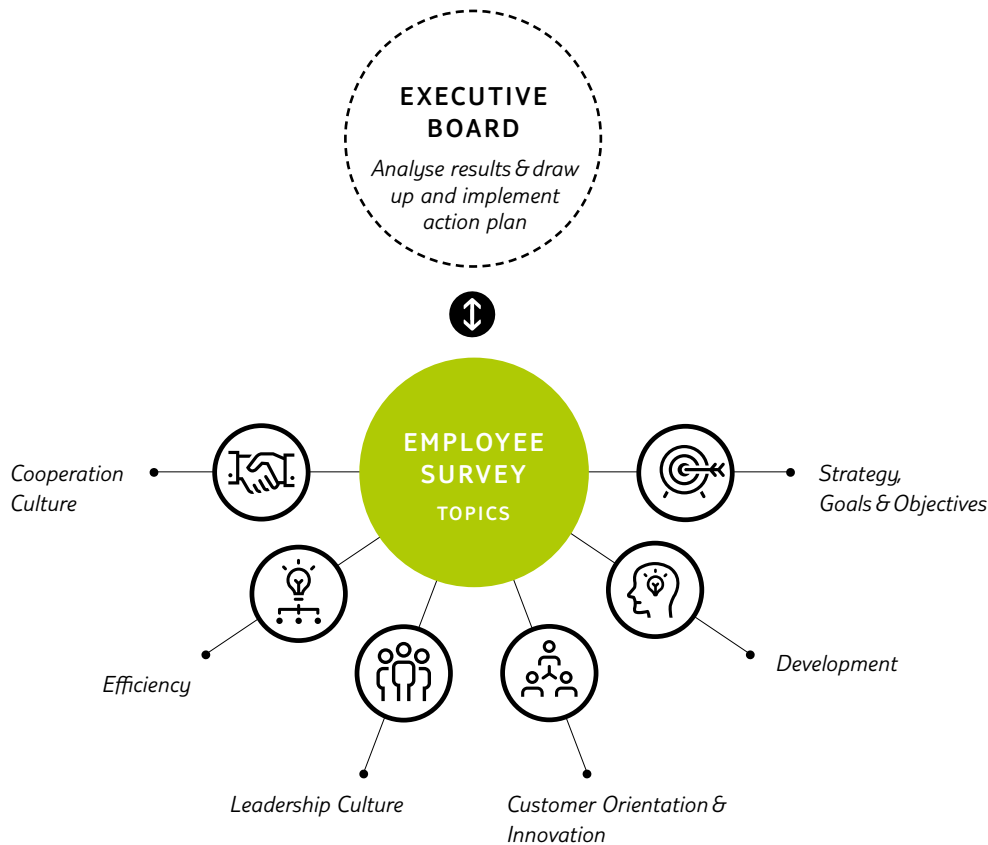 EXECUTIVE
BOARD
Analyse results & draw
up and implement
action plan
EMPLOYEE
SURVEY
TOPICS
Cooperation
Culture
Strategy,
Goals & Objectives
Efficiency
Development
Leadership Culture
Customer Orientation &
Innovation